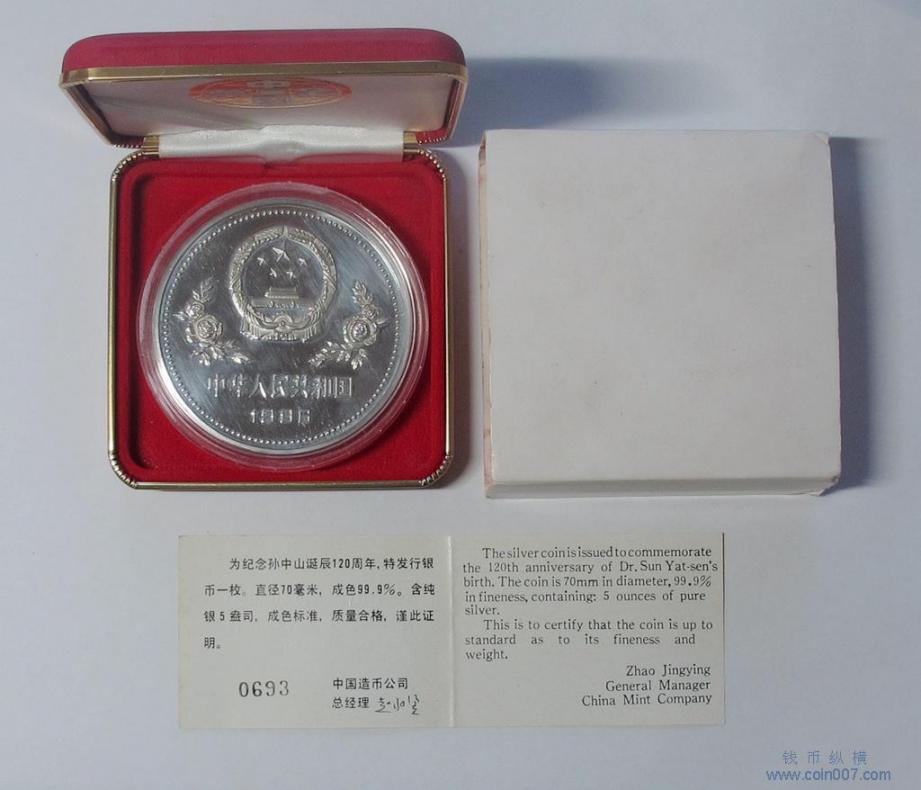 中华人民共和国
1986
为纪念孙中山诞辰120周年,特发行银
币一枚。直径70毫米，成色99.9%。含纯
银5盎司，成色标准，质量合格，谨此证
明。
0693
中国造币公司
总经理
The silver coin is issued to commemorate
the 120th anniversary of Dr. Sun Yat-sen's
birth. The coin is 70mm in diameter, 99.9%
in fineness, containing: 5 ounces of pure
silver.
This is to certify that the coin is up to
standard as to its fineness and
weight.
Zhao Jingying
General Manager
China Mint Company
钱币纵横
www.coin007.com